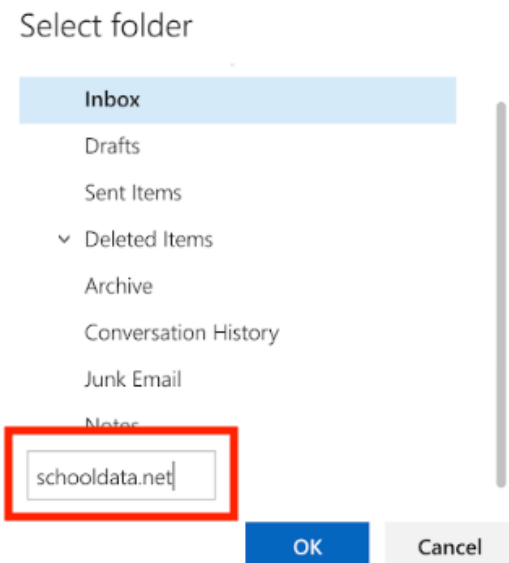 Select folder
Inbox
Drafts
Sent Items
Deleted Items
Archive
Conversation History
Junk Email
Notes
schooldata.net
OK
Cancel